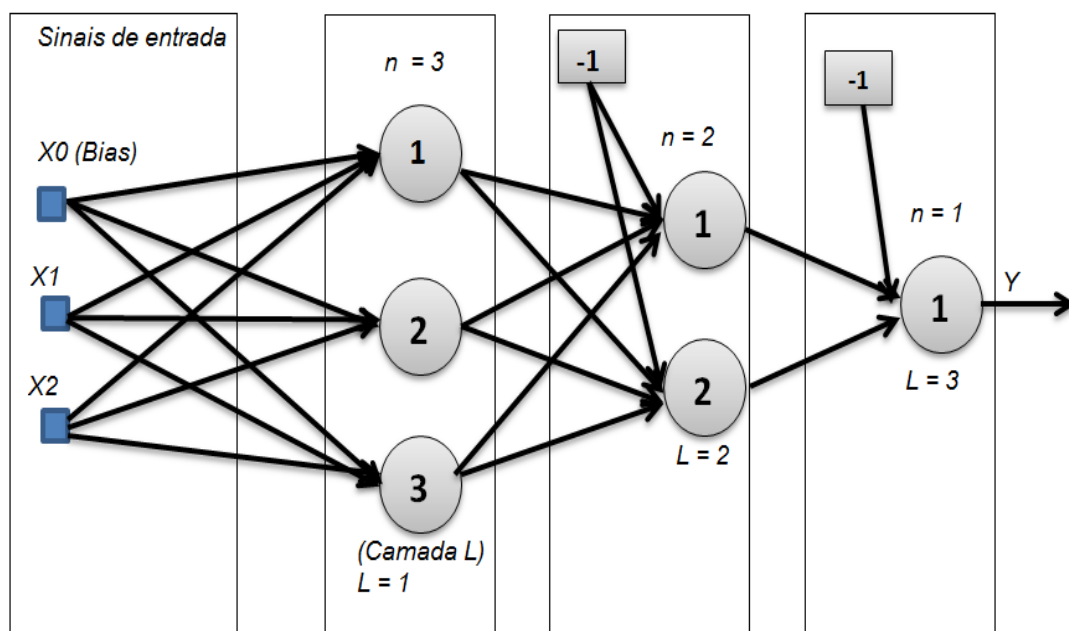 Sinais de entrada
X0 (Bias)
X1
X2
n = 3
1
2
3
(Camada L)
L = 1
-1
n = 2
1
2
L = 2
-1
n = 1
1
L = 3
Y